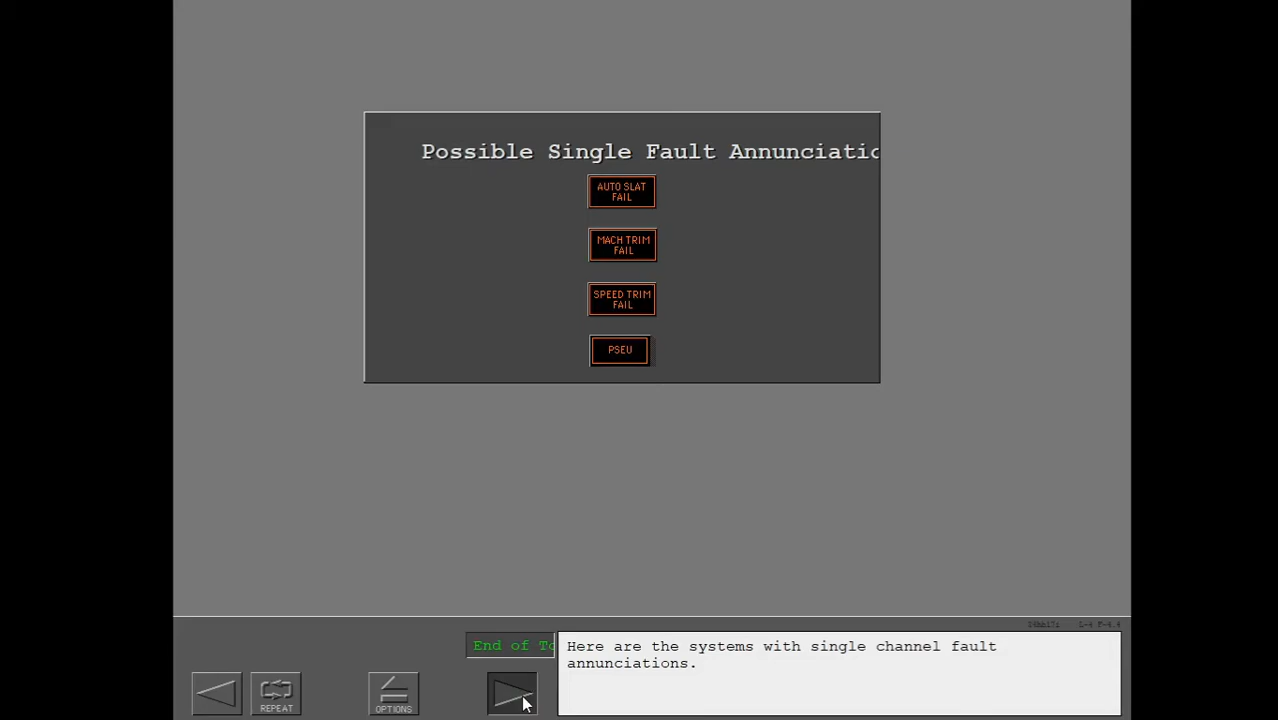 Possible Single Fault Annunciatio
AUTO SLAT
FAIL
MACH TRIM
FAIL
SPEED TRIM
FAIL
PSEU
End of To
Here are the systems with single channel fault
annunciations.
REPEAT
OPTIONS